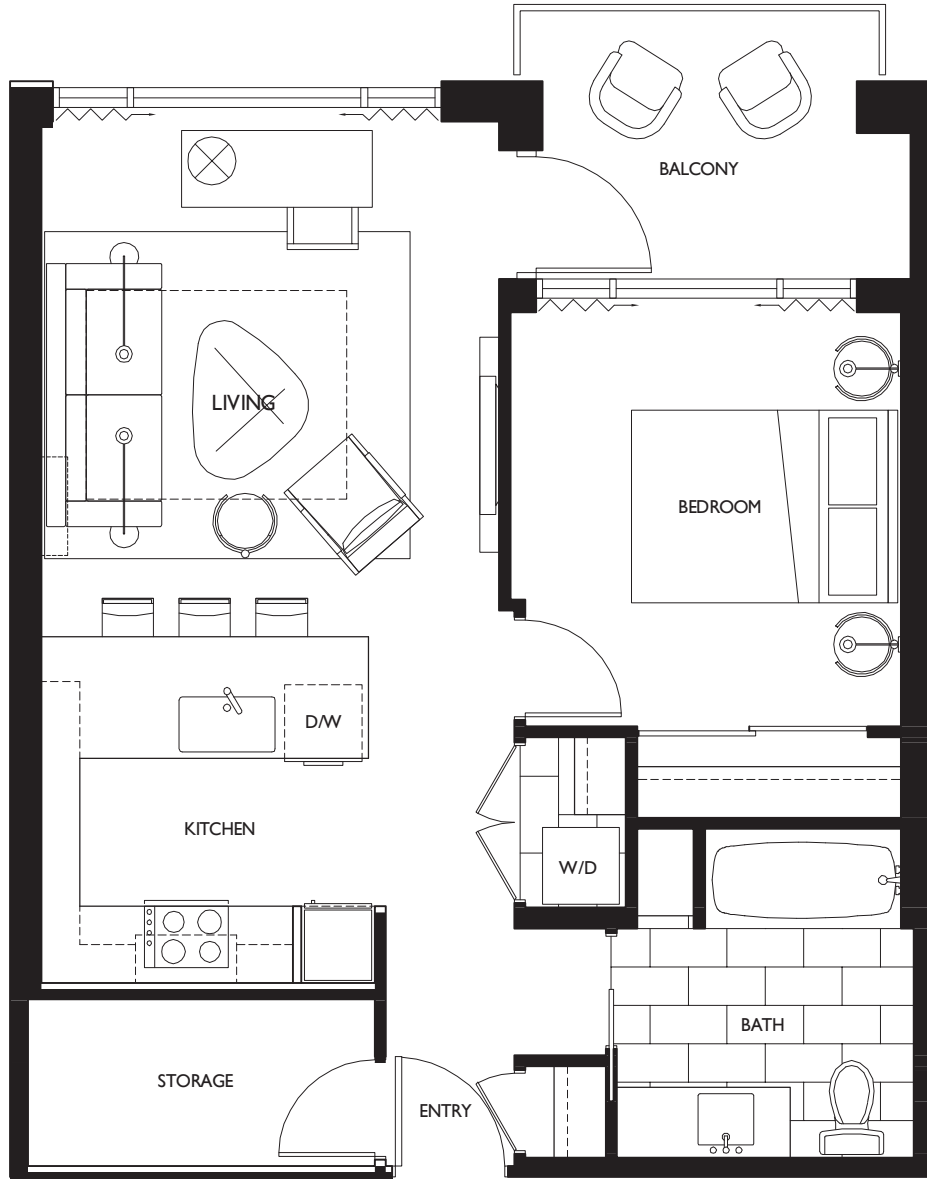 BALCONY
LIVING
BEDROOM
D/W
KITCHEN
W/D
BATH
STORAGE
ENTRY